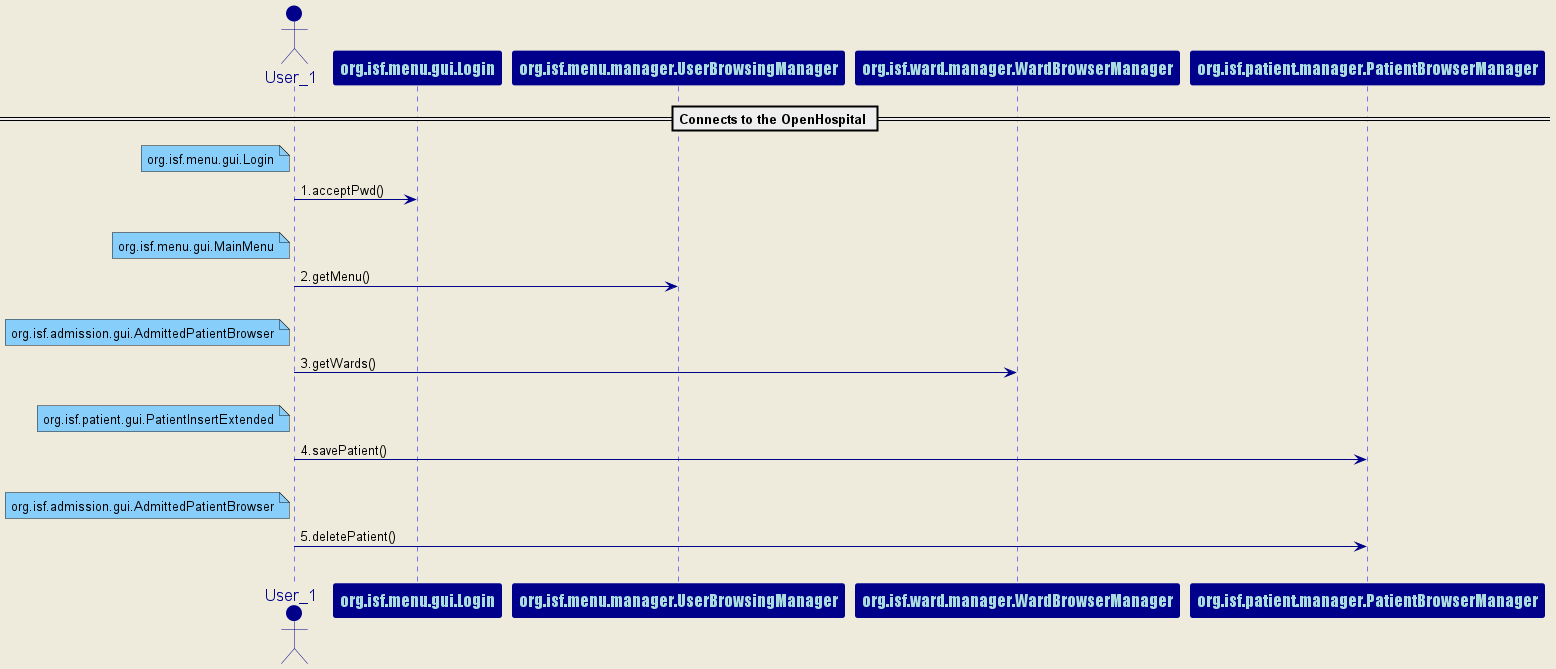 User_1
org.isf.menu.gui.Login
org.isf.menu.manager.UserBrowsingManager
org.isf.ward.manager.WardBrowserManager
org.isf.patient.manager.PatientBrowserManager
Connects to the OpenHospital
org.isf.menu.gui.Login
1.acceptPwd()
org.isf.menu.gui.MainMenu
2.getMenu()
org.isf.admission.gui.AdmittedPatientBrowser
3.getWards()
org.isf.patient.gui.PatientInsertExtended
4.savePatient()
org.isf.admission.gui.AdmittedPatientBrowser
5.deletePatient()
User_1
org.isf.menu.gui.Login
org.isf.menu.manager.UserBrowsingManager
org.isf.ward.manager.WardBrowserManager
org.isf.patient.manager.PatientBrowserManager